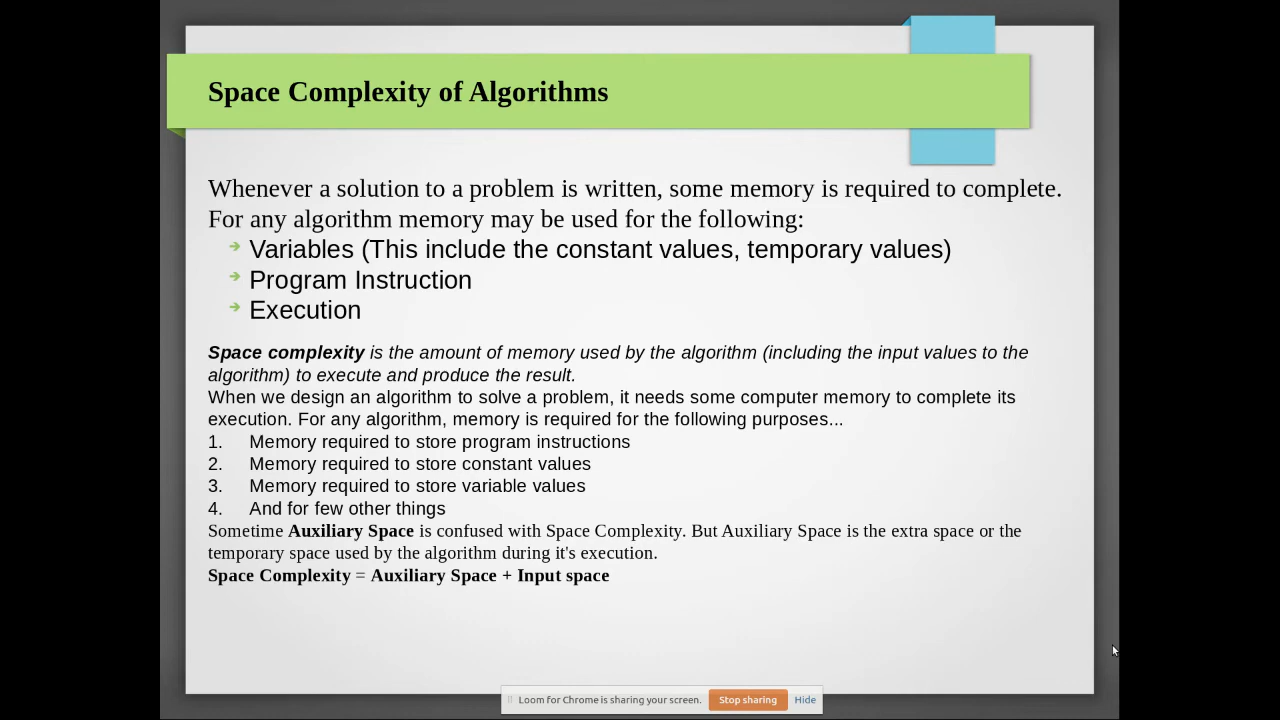 Space Complexity of Algorithms
Whenever a solution to a problem is written, some memory is required to complete.
For any algorithm memory may be used for the following:
Variables (This include the constant values, temporary values)
Program Instruction
Execution
Space complexity is the amount of memory used by the algorithm (including the input values to the
algorithm) to execute and produce the result.
When we design an algorithm to solve a problem, it needs some computer memory to complete its
execution. For any algorithm, memory is required for the following purposes...
1. Memory required to store program instructions
2. Memory required to store constant values
3. Memory required to store variable values
4. And for few other things
Sometime Auxiliary Space is confused with Space Complexity. But Auxiliary Space is the extra space or the
temporary space used by the algorithm during it's execution.
Space Complexity = Auxiliary Space + Input space
Loom for Chrome is sharing your screen. Stop sharing Hide